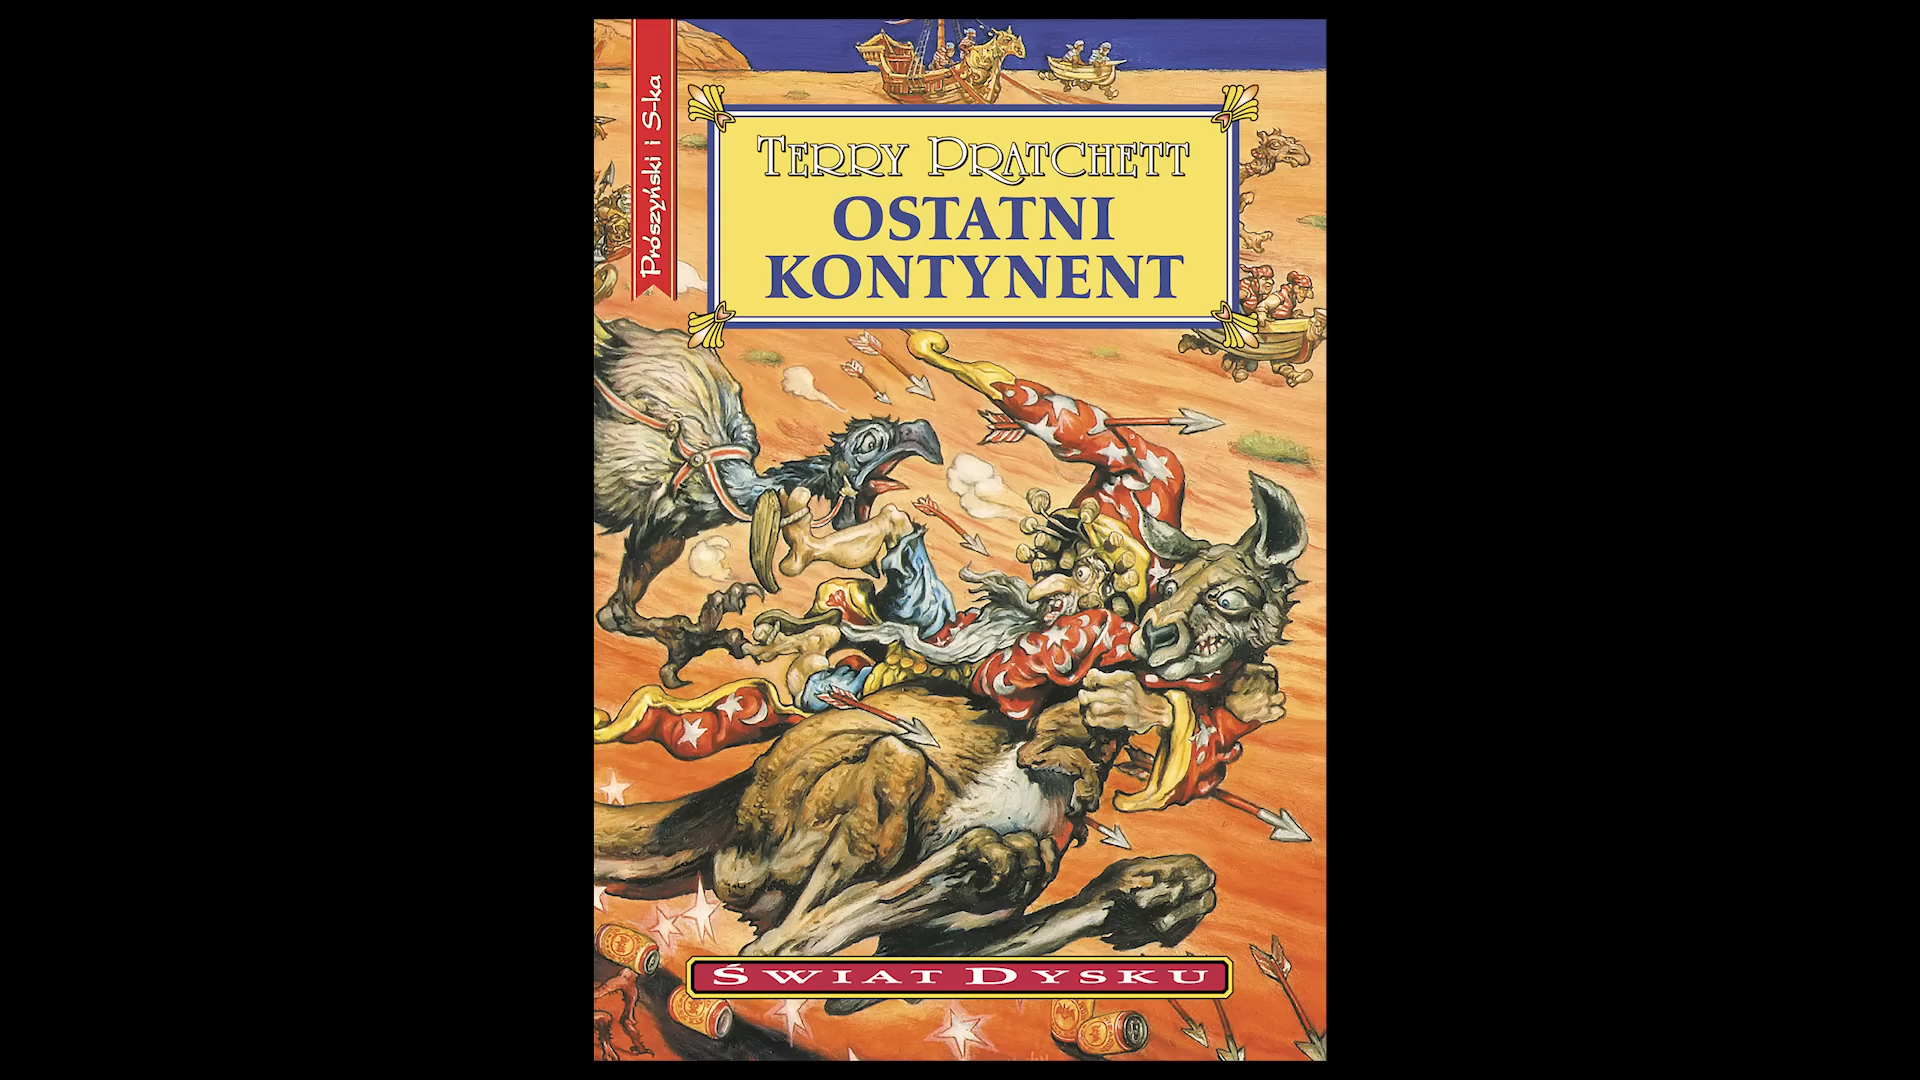 Prószyński i S-ka
TERRY PRATCHETT
OSTATNI
KONTYNENT
ŚWIAT DYSKU